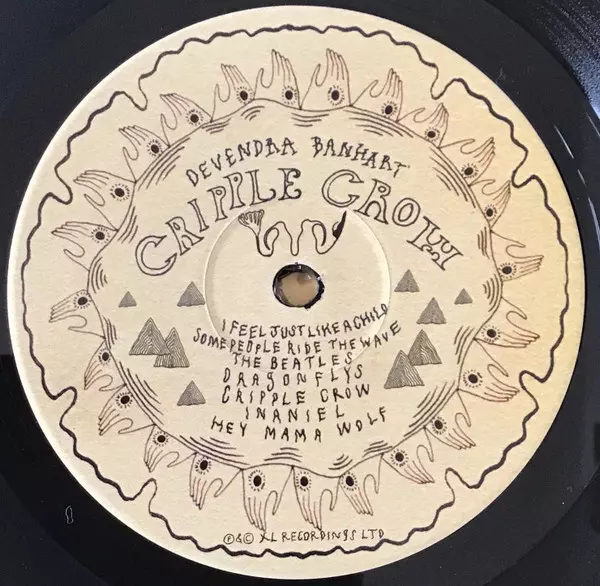 DEVENDRA BANHART
CRIPPLE CROW
I FEEL JUST LIKE A CHILD
SOME PEOPLE RIDE THE WAVE
THE BEATLES
DRAGONFLYS
CRIPPLE CROW
INANIEL
HEY MAMA WOLF
℗&© XL RECORDINGS LTD